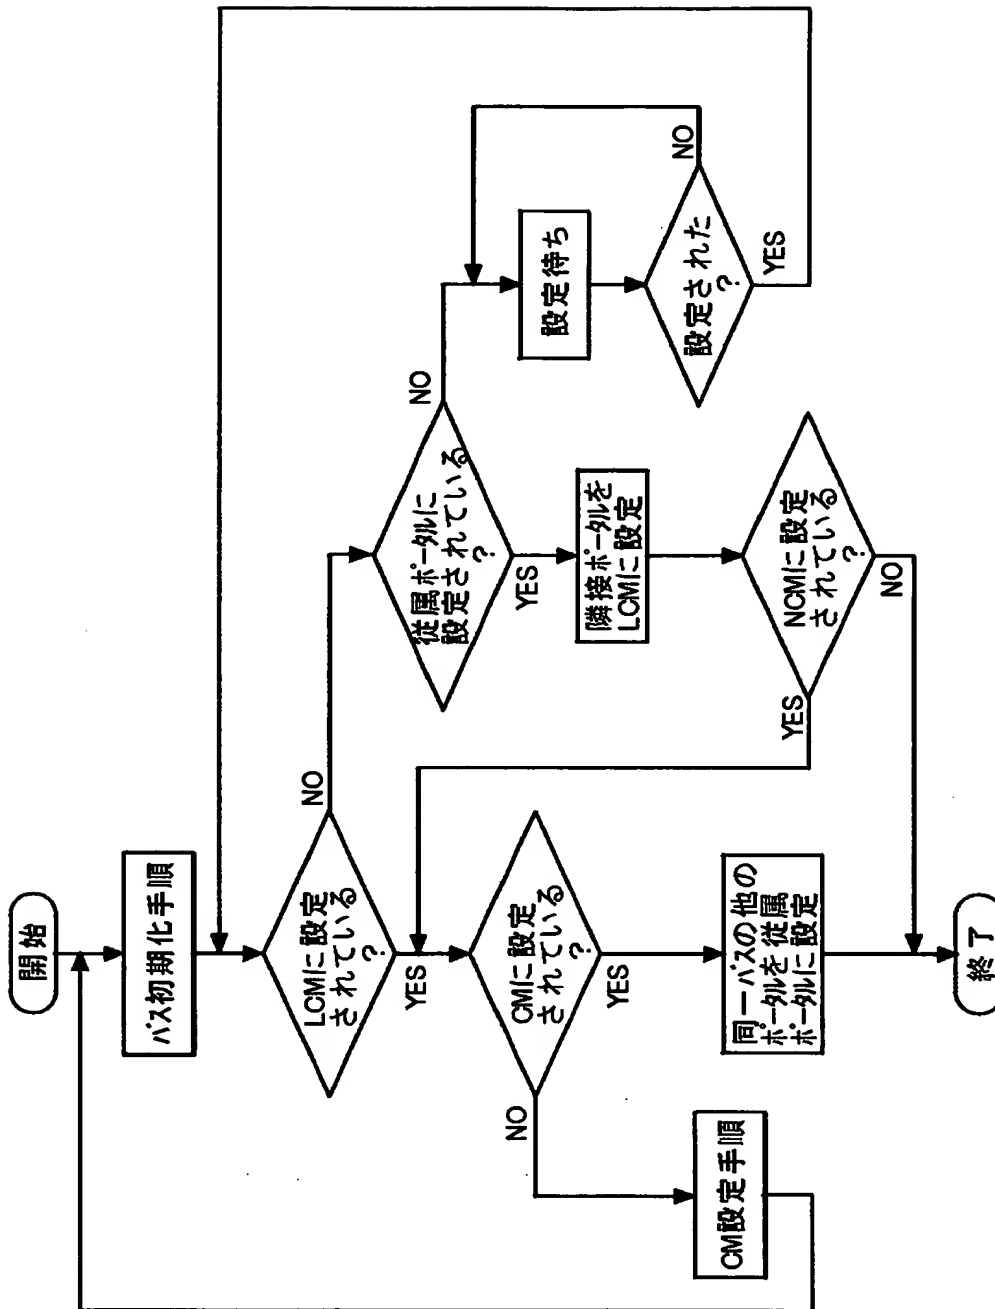 開始
バス初期化手順
LCMに設定
されている
?
NO
YES
従属ポータルに
設定されている
?
NO
YES
設定待ち
設定された
?
NO
YES
隣接ポータルを
LCMに設定
NCMに設定
されている
?
YES
NO
CMに設定
されている
?
NO
YES
同一バスの他の
ポータルを従属
ポータルに設定
CM設定手順
終了